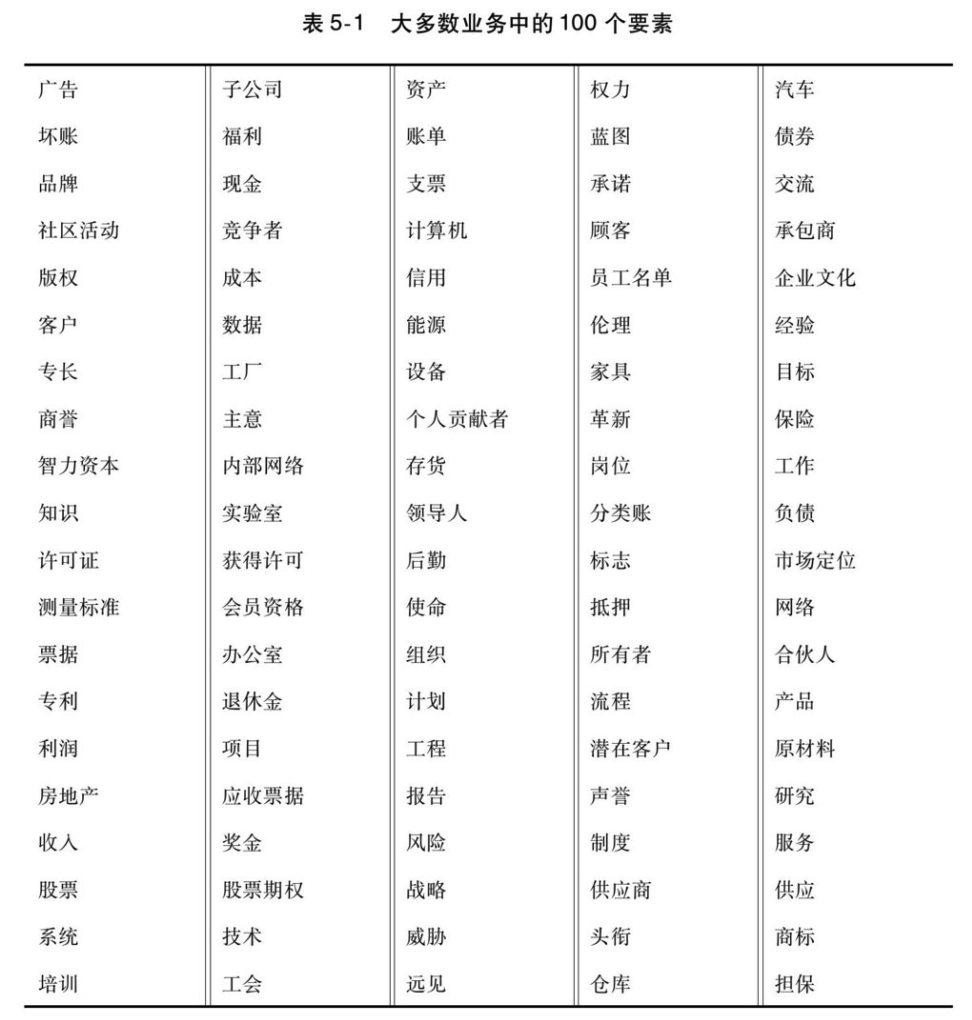 表 5-1 大多数业务中的 100 个要素
广告 子公司 资产 权力 汽车
坏账 福利 账单 蓝图 债券
品牌 现金 支票 承诺 交流
社区活动 竞争者 计算机 顾客 承包商
版权 成本 信用 员工名单 企业文化
客户 数据 能源 伦理 经验
专长 工厂 设备 家具 目标
商誉 主意 个人贡献者 革新 保险
智力资本 内部网络 存货 岗位 工作
知识 实验室 领导人 分类账 负债
许可证 获得许可 后勤 标志 市场定位
测量标准 会员资格 使命 抵押 网络
票据 办公室 组织 所有者 合伙人
专利 退休金 计划 流程 产品
利润 项目 工程 潜在客户 原材料
房地产 应收票据 报告 声誉 研究
收入 奖金 风险 制度 服务
股票 股票期权 战略 供应商 供应
系统 技术 威胁 头衔 商标
培训 工会 远见 仓库 担保